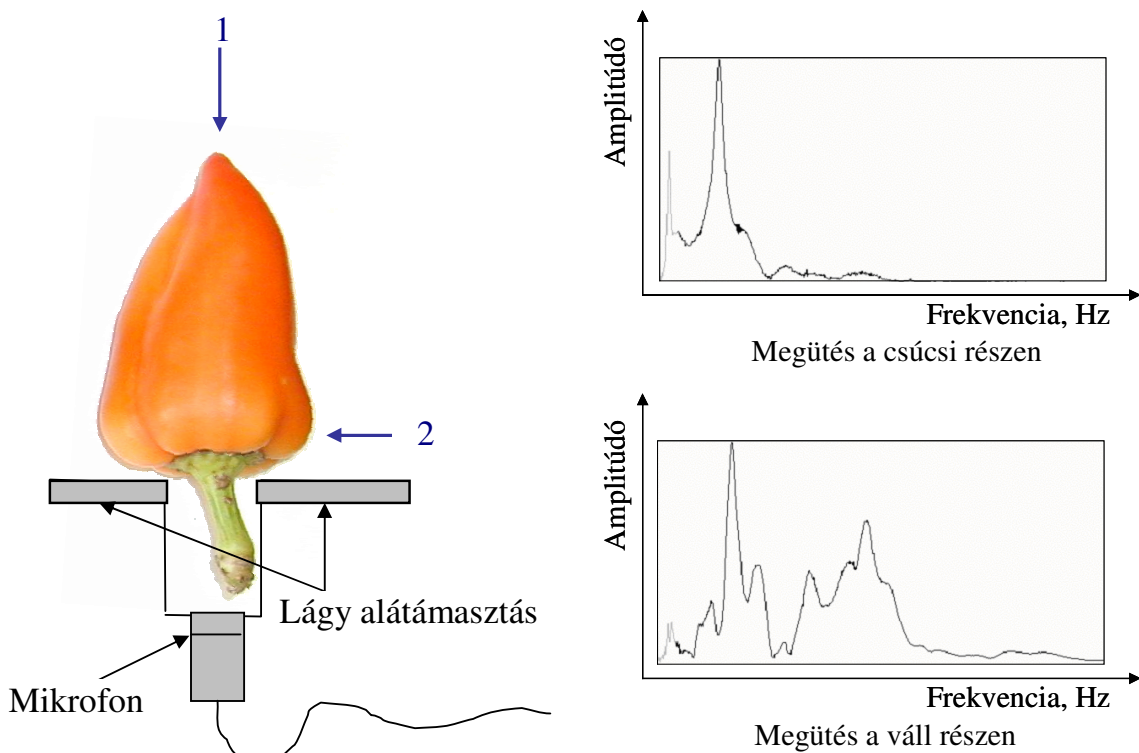 1
2
Lágy alátámasztás
Mikrofon
Amplitúdó
Frekvencia, Hz
Megütés a csúcsi részen
Amplitúdó
Frekvencia, Hz
Megütés a váll részen